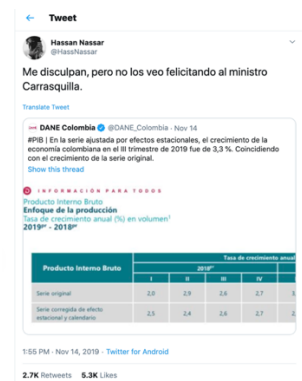 Tweet
Hassan Nassar
@HassNassar
Me disculpan, pero no los veo felicitando al ministro
Carrasquilla.
Translate Tweet
DANE Colombia @DANE_Colombia · Nov 14
#PIB | En la serie ajustada por efectos estacionales, el crecimiento de la
economía colombiana en el III trimestre de 2019 fue de 3,3 %. Coincidiendo
con el crecimiento de la serie original.
Show this thread
INFORMACIÓN PARA TODOS
Producto Interno Bruto
Enfoque de la producción
Tasa de crecimiento anual (%) en volumen¹
2019ᵖʳ - 2018ᵖʳ
Tasa de crecimiento anual
Producto Interno Bruto 2018ᵖʳ
I II III IV
Serie original 2,0 2,9 2,6 2,7 3,
Serie corregida de efecto
estacional y calendario 2,5 2,4 2,6 2,7 2,
1:55 PM · Nov 14, 2019 · Twitter for Android
2.7K Retweets 5.3K Likes